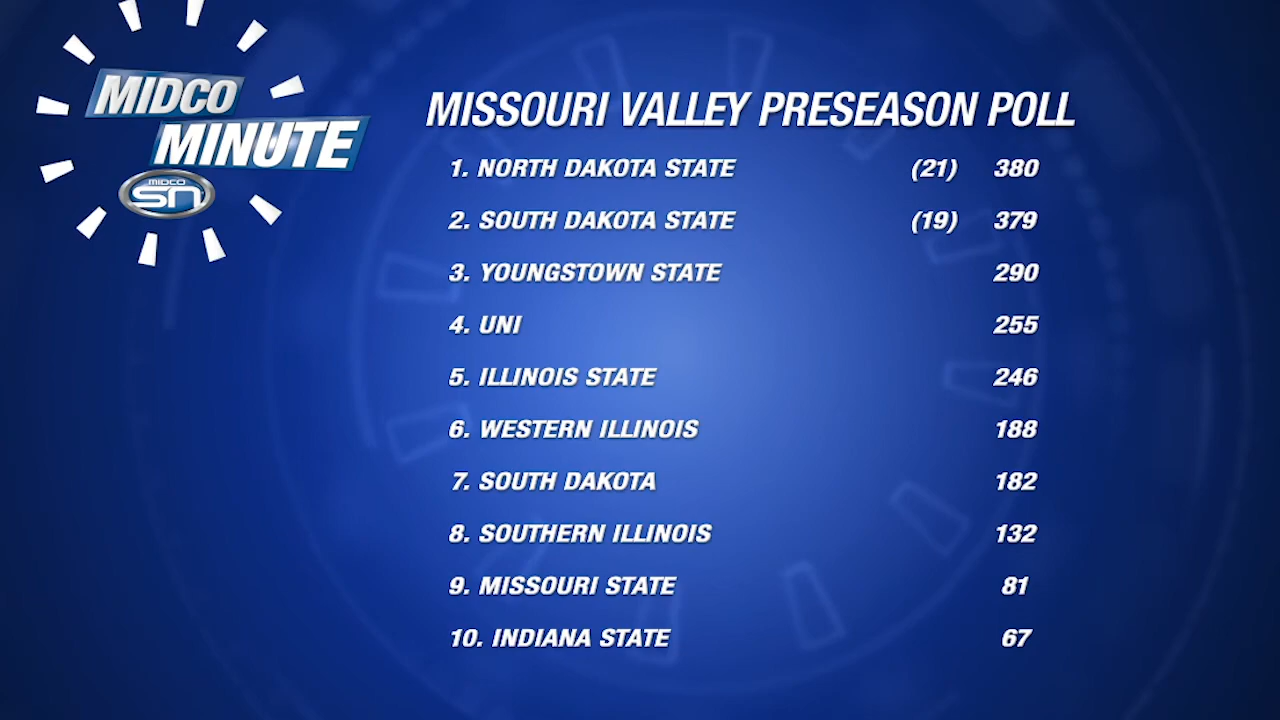 MIDCO
MINUTE
MIDCO
SN
MISSOURI VALLEY PRESEASON POLL
1. NORTH DAKOTA STATE (21) 380
2. SOUTH DAKOTA STATE (19) 379
3. YOUNGSTOWN STATE 290
4. UNI 255
5. ILLINOIS STATE 246
6. WESTERN ILLINOIS 188
7. SOUTH DAKOTA 182
8. SOUTHERN ILLINOIS 132
9. MISSOURI STATE 81
10. INDIANA STATE 67